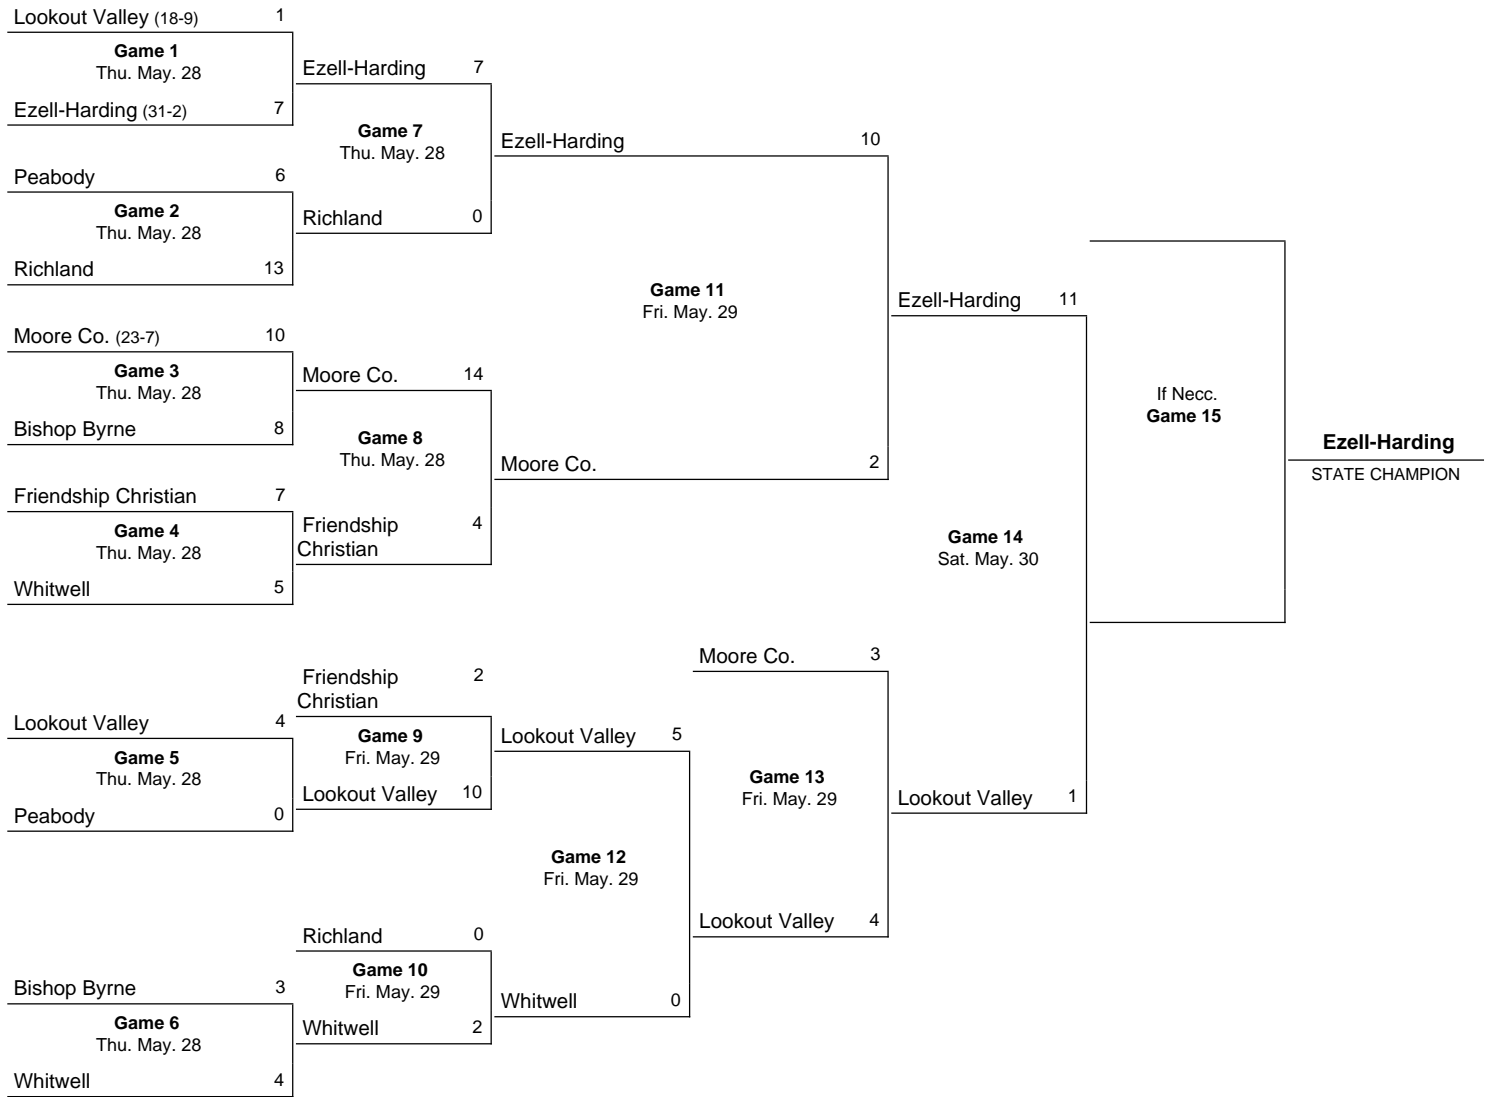 Lookout Valley (18-9) 1
Game 1
Thu. May. 28
Ezell-Harding (31-2) 7
Peabody 6
Game 2
Thu. May. 28
Richland 13
Moore Co. (23-7) 10
Game 3
Thu. May. 28
Bishop Byrne 8
Friendship Christian 7
Game 4
Thu. May. 28
Whitwell 5
Lookout Valley 4
Game 5
Thu. May. 28
Peabody 0
Bishop Byrne 3
Game 6
Thu. May. 28
Whitwell 4
Ezell-Harding 7
Game 7
Thu. May. 28
Richland 0
Moore Co. 14
Game 8
Thu. May. 28
Friendship 4
Christian
Friendship 2
Christian
Game 9
Fri. May. 29
Lookout Valley 10
Richland 0
Game 10
Fri. May. 29
Whitwell 2
Ezell-Harding 10
Game 11
Fri. May. 29
Moore Co. 2
Lookout Valley 5
Game 12
Fri. May. 29
Whitwell 0
Moore Co. 3
Game 13
Fri. May. 29
Lookout Valley 4
Ezell-Harding 11
Game 14
Sat. May. 30
Lookout Valley 1
If Necc.
Game 15
Ezell-Harding
STATE CHAMPION